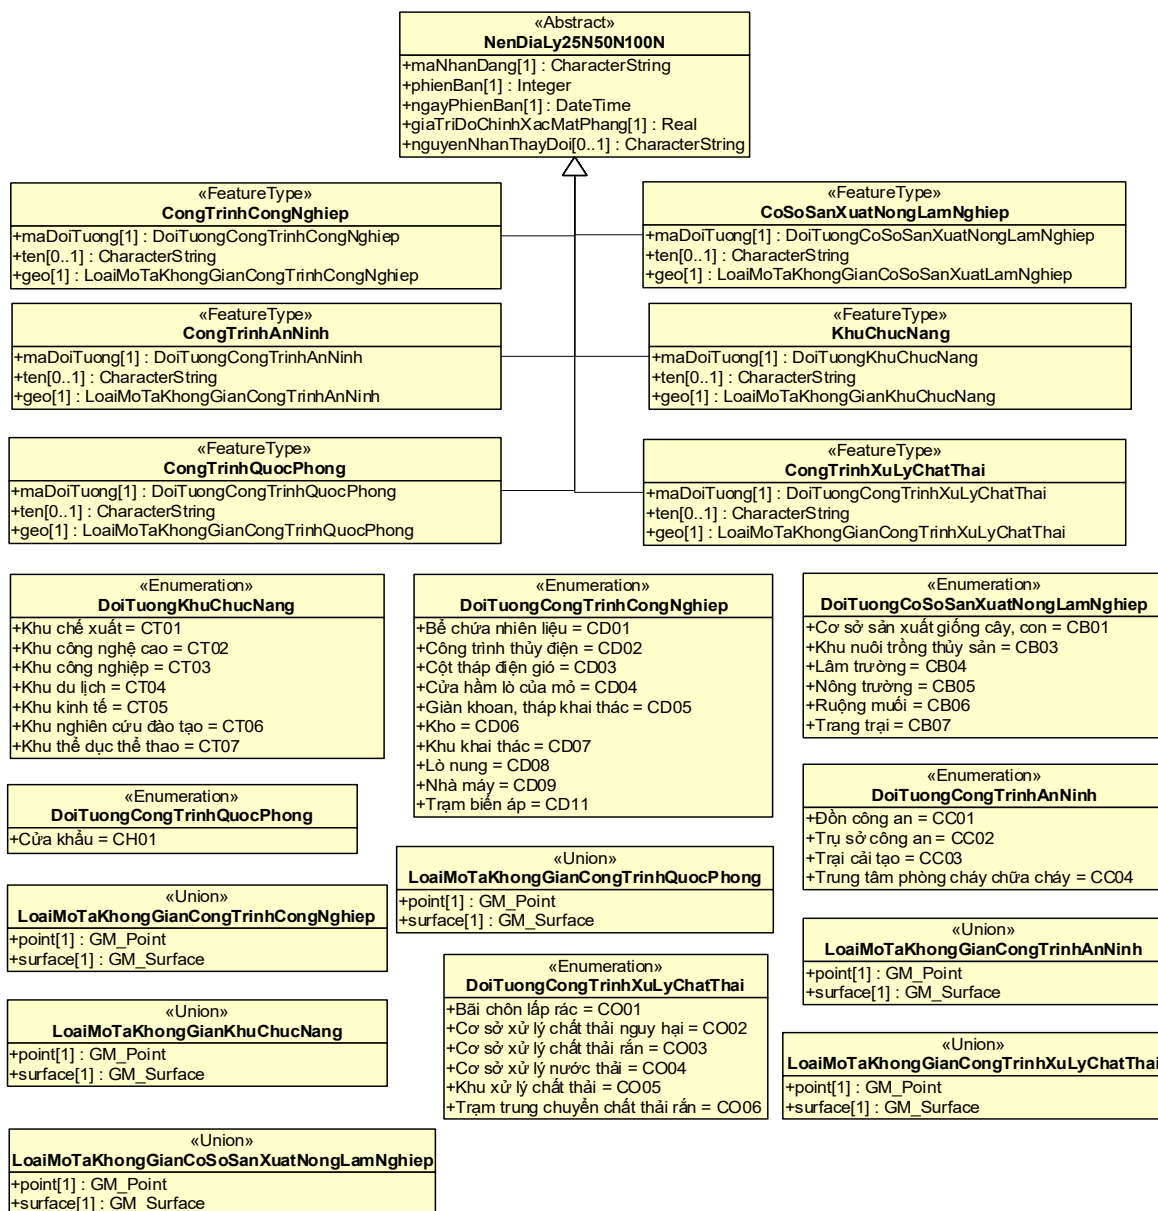 «Abstract»
NenDiaLy25N50N100N
+maNhanDang[1] : CharacterString
+phienBan[1] : Integer
+ngayPhienBan[1] : DateTime
+giaTriDoChinhXacMatPhang[1] : Real
+nguyenNhanThayDoi[0..1] : CharacterString
«FeatureType»
CongTrinhCongNghiep
+maDoiTuong[1] : DoiTuongCongTrinhCongNghiep
+ten[0..1] : CharacterString
+geo[1] : LoaiMoTaKhongGianCongTrinhCongNghiep
«FeatureType»
CoSoSanXuatNongLamNghiep
+maDoiTuong[1] : DoiTuongCoSoSanXuatNongLamNghiep
+ten[0..1] : CharacterString
+geo[1] : LoaiMoTaKhongGianCoSoSanXuatLamNghiep
«FeatureType»
CongTrinhAnNinh
+maDoiTuong[1] : DoiTuongCongTrinhAnNinh
+ten[0..1] : CharacterString
+geo[1] : LoaiMoTaKhongGianCongTrinhAnNinh
«FeatureType»
KhuChucNang
+maDoiTuong[1] : DoiTuongKhuChucNang
+ten[0..1] : CharacterString
+geo[1] : LoaiMoTaKhongGianKhuChucNang
«FeatureType»
CongTrinhQuocPhong
+maDoiTuong[1] : DoiTuongCongTrinhQuocPhong
+ten[0..1] : CharacterString
+geo[1] : LoaiMoTaKhongGianCongTrinhQuocPhong
«FeatureType»
CongTrinhXuLyChatThai
+maDoiTuong[1] : DoiTuongCongTrinhXuLyChatThai
+ten[0..1] : CharacterString
+geo[1] : LoaiMoTaKhongGianCongTrinhXuLyChatThai
«Enumeration»
DoiTuongKhuChucNang
+Khu chế xuất = CT01
+Khu công nghệ cao = CT02
+Khu công nghiệp = CT03
+Khu du lịch = CT04
+Khu kinh tế = CT05
+Khu nghiên cứu đào tạo = CT06
+Khu thể dục thể thao = CT07
«Enumeration»
DoiTuongCongTrinhCongNghiep
+Bể chứa nhiên liệu = CD01
+Công trình thủy điện = CD02
+Cột tháp điện gió = CD03
+Cửa hầm lò của mỏ = CD04
+Giàn khoan, tháp khai thác = CD05
+Kho = CD06
+Khu khai thác = CD07
+Lò nung = CD08
+Nhà máy = CD09
+Trạm biến áp = CD11
«Enumeration»
DoiTuongCoSoSanXuatNongLamNghiep
+Cơ sở sản xuất giống cây, con = CB01
+Khu nuôi trồng thủy sản = CB03
+Lâm trường = CB04
+Nông trường = CB05
+Ruộng muối = CB06
+Trang trại = CB07
«Enumeration»
DoiTuongCongTrinhQuocPhong
+Cửa khẩu = CH01
«Enumeration»
DoiTuongCongTrinhAnNinh
+Đồn công an = CC01
+Trụ sở công an = CC02
+Trại cải tạo = CC03
+Trung tâm phòng cháy chữa cháy = CC04
«Union»
LoaiMoTaKhongGianCongTrinhQuocPhong
+point[1] : GM_Point
+surface[1] : GM_Surface
«Union»
LoaiMoTaKhongGianCongTrinhCongNghiep
+point[1] : GM_Point
+surface[1] : GM_Surface
«Union»
LoaiMoTaKhongGianCongTrinhAnNinh
+point[1] : GM_Point
+surface[1] : GM_Surface
«Enumeration»
DoiTuongCongTrinhXuLyChatThai
+Bãi chôn lấp rác = CO01
+Cơ sở xử lý chất thải nguy hại = CO02
+Cơ sở xử lý chất thải rắn = CO03
+Cơ sở xử lý nước thải = CO04
+Khu xử lý chất thải = CO05
+Trạm trung chuyển chất thải rắn = CO06
«Union»
LoaiMoTaKhongGianKhuChucNang
+point[1] : GM_Point
+surface[1] : GM_Surface
«Union»
LoaiMoTaKhongGianCongTrinhXuLyChatThai
+point[1] : GM_Point
+surface[1] : GM_Surface
«Union»
LoaiMoTaKhongGianCoSoSanXuatNongLamNghiep
+point[1] : GM_Point
+surface[1] : GM_Surface